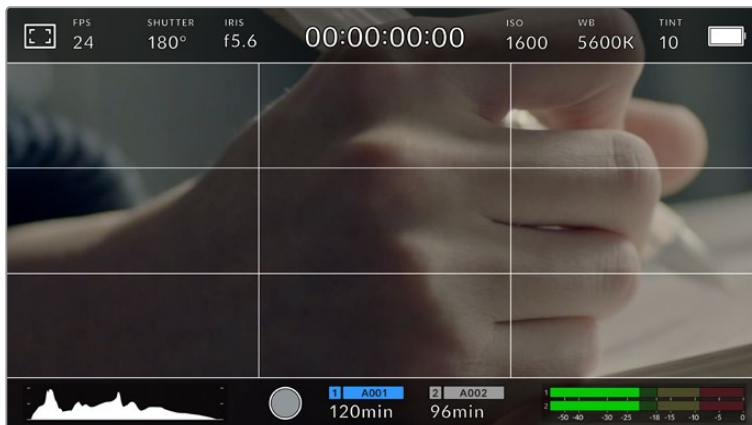 FPS SHUTTER IRIS ISO WB TINT
24 180° f5.6 00:00:00:00 1600 5600K 10
1 A001 2 A002
120min 96min
1
2
-50 -40 -30 -25 -18 -15 -10 -5 0